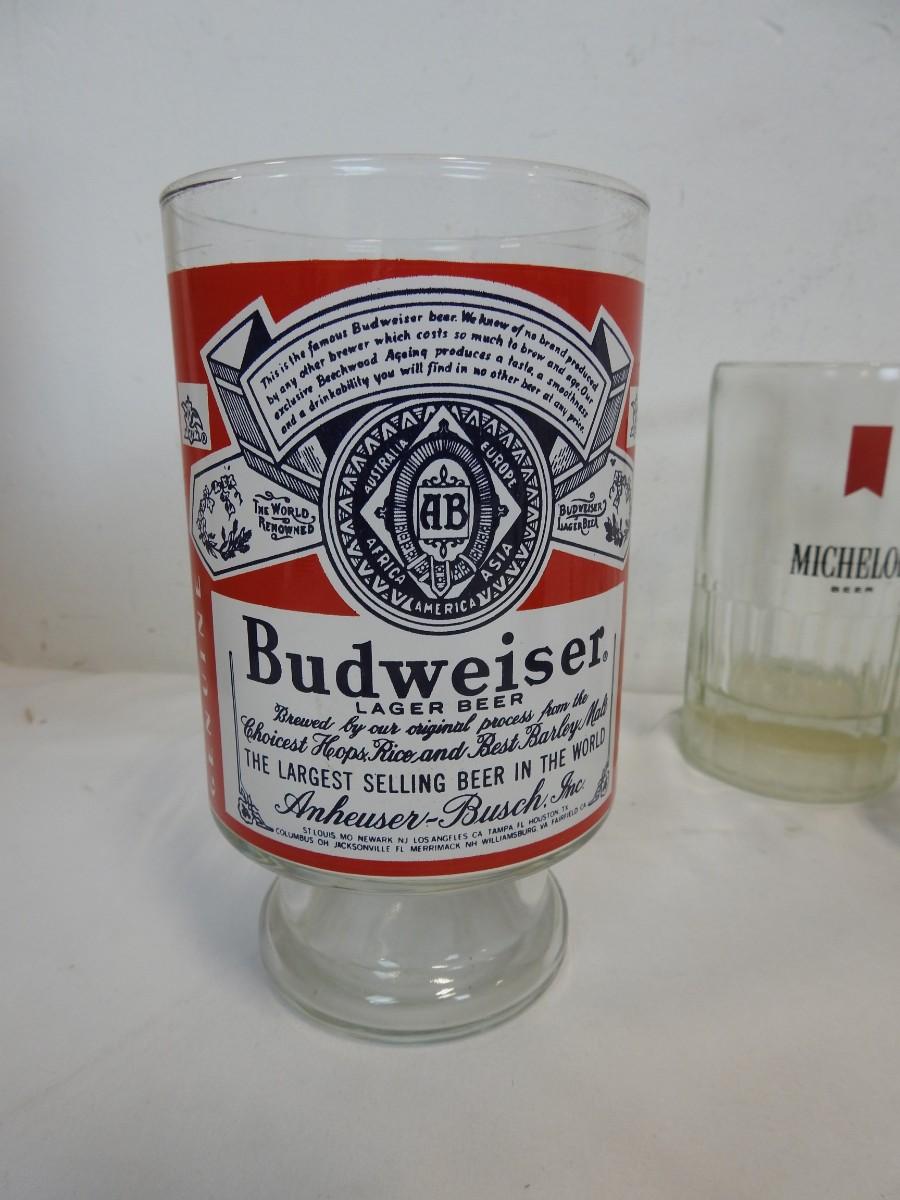 This is the famous Budweiser beer. We know of no brand produced
by any other brewer which costs so much to brew and age. Our
exclusive Beechwood Ageing produces a taste, a smoothness
and a drinkability you will find in no other beer at any price.
AUSTRALIA
EUROPE
THE WORLD
RENOWNED
AB
BUDWEISER
LAGER BEER
AFRICA
ASIA
AMERICA
GENUINE
Budweiser®
LAGER BEER
Brewed by our original process from the
Choicest Hops, Rice and Best Barley Malt
THE LARGEST SELLING BEER IN THE WORLD
Anheuser-Busch, Inc.
ST LOUIS, MO NEWARK NJ LOS ANGELES CA TAMPA FL HOUSTON TX
COLUMBUS OH JACKSONVILLE FL MERRIMACK NH WILLIAMSBURG VA FAIRFIELD CA
MICHELO
BEER